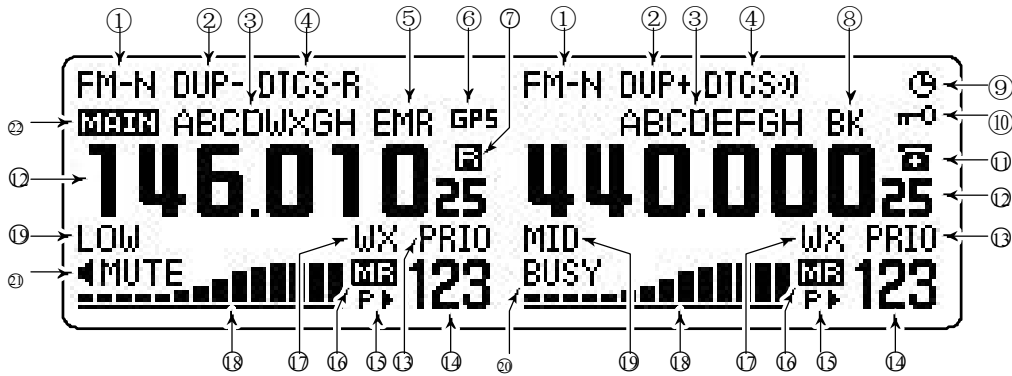 ① ② ③ ④ ⑤ ⑥ ⑦ ① ② ③ ④ ⑧
FM-N DUP- DTCS-R FM-N DUP+ DTCS ⑨
㉒ MAIN ABCDWXGH EMR GPS ABCDEFGH BK ⑩
⑫ 146.010 25 R 440.000 25 ⑪ ⑫
⑲ LOW WX PRIO MID WX PRIO ⑬
㉑ MUTE MR 123 BUSY MR 123
P P
⑱ ⑰ ⑯ ⑮ ⑬ ⑭ ⑳ ⑲ ⑱ ⑰ ⑯ ⑮ ⑭